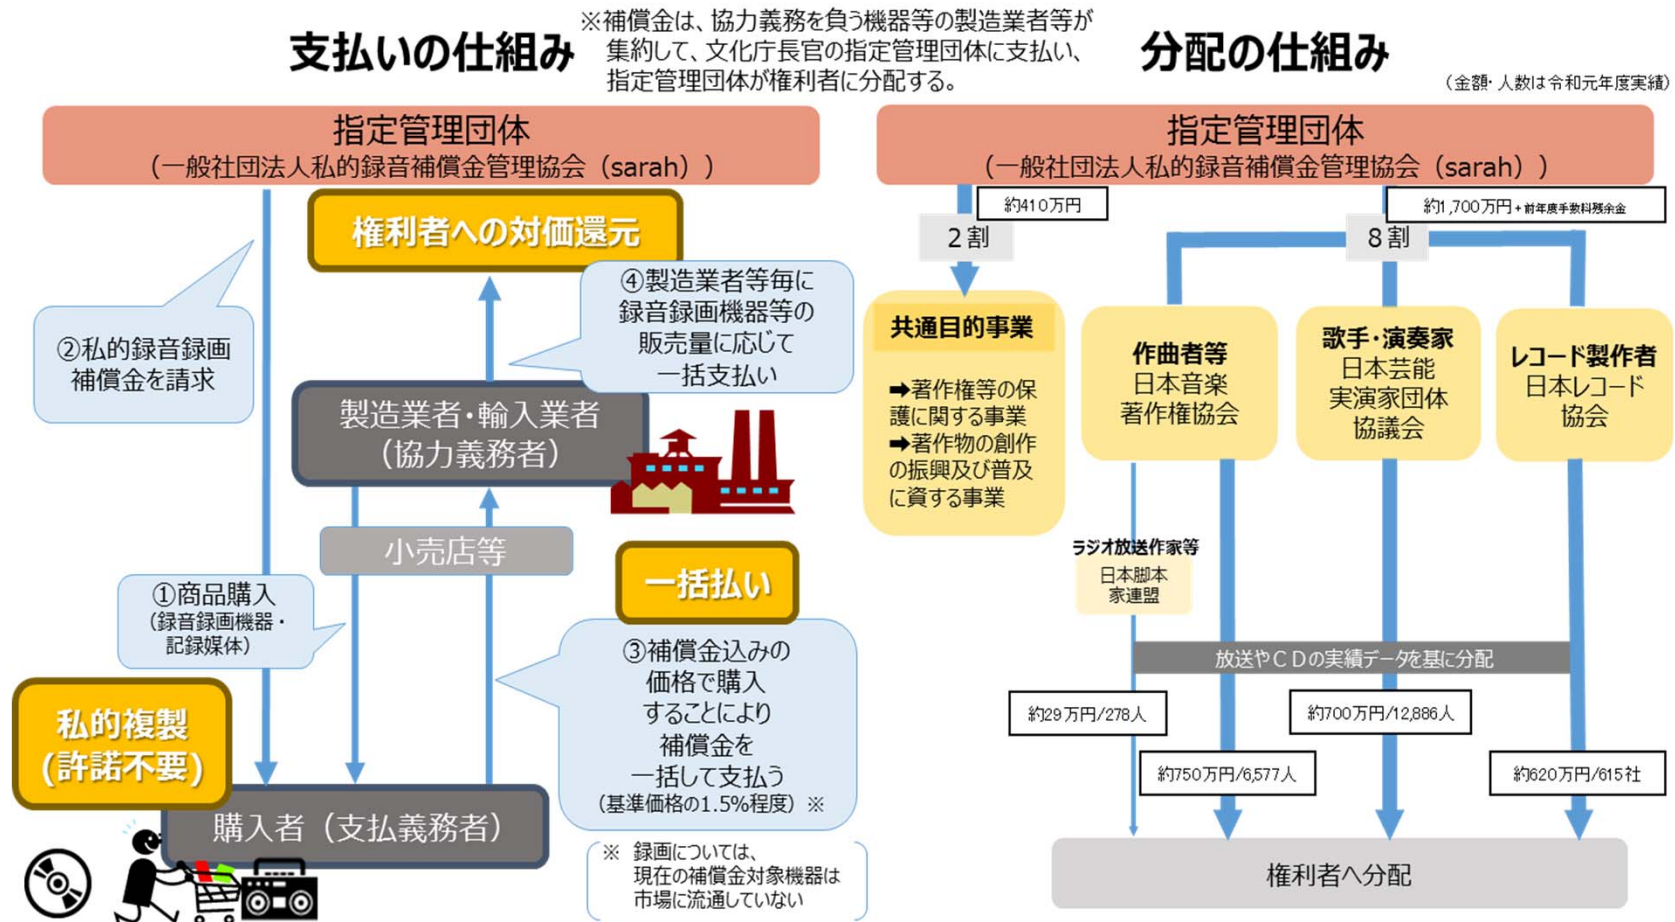 支払いの仕組み
※補償金は、協力義務を負う機器等の製造業者等が
集約して、文化庁長官の指定管理団体に支払い、
指定管理団体が権利者に分配する。
指定管理団体
（一般社団法人私的録音補償金管理協会（sarah））
権利者への対価還元
④製造業者等毎に
録音録画機器等の
販売量に応じて
一括支払い
②私的録音録画
補償金を請求
製造業者・輸入業者
（協力義務者）
小売店等
①商品購入
（録音録画機器・
記録媒体）
一括払い
③補償金込みの
価格で購入
することにより
補償金を
一括して支払う
（基準価格の1.5%程度）※
私的複製
(許諾不要)
購入者（支払義務者）
※ 録画については、
現在の補償金対象機器は
市場に流通していない
分配の仕組み
（金額・人数は令和元年度実績）
指定管理団体
（一般社団法人私的録音補償金管理協会（sarah））
約410万円
約1,700万円＋前年度手数料残余金
2割
8割
共通目的事業
➡著作権等の保
護に関する事業
➡著作物の創作
の振興及び普及
に資する事業
作曲者等
日本音楽
著作権協会
歌手・演奏家
日本芸能
実演家団体
協議会
レコード製作者
日本レコード
協会
ラジオ放送作家等
日本脚本
家連盟
放送やＣＤの実績データを基に分配
約29万円/278人
約700万円/12,886人
約750万円/6,577人
約620万円/615社
権利者へ分配